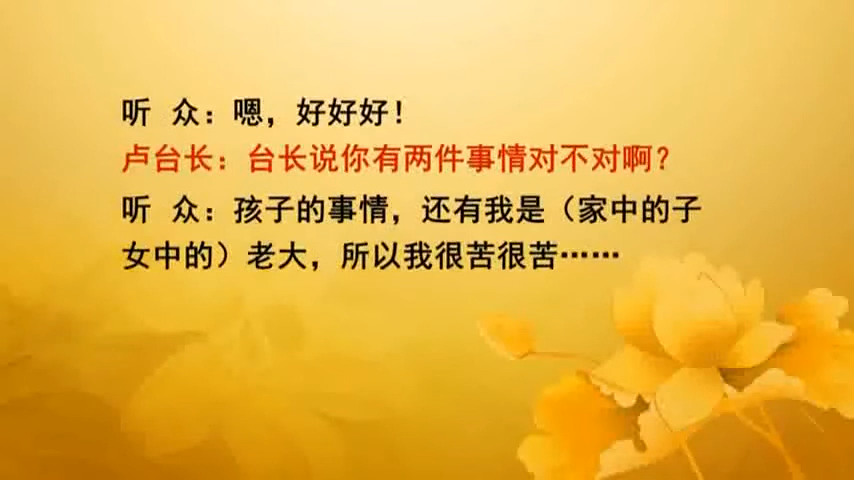 听 众：嗯，好好好！
卢台长：台长说你有两件事情对不对啊？
听 众：孩子的事情，还有我是（家中的子
女中的）老大，所以我很苦很苦……